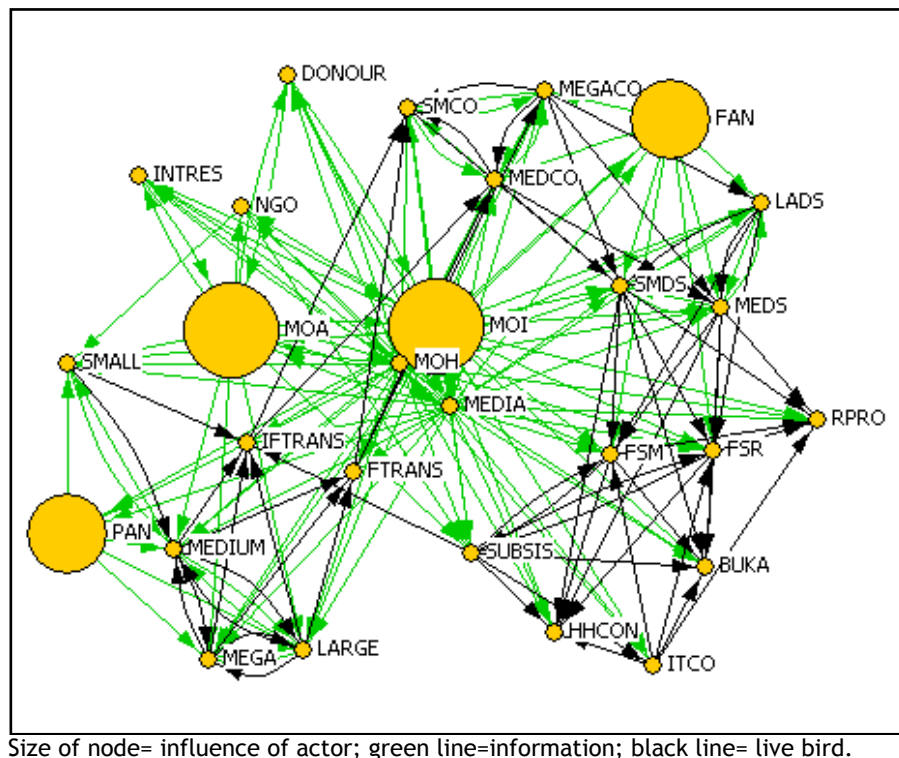 DONOUR
SMCO
MEGACO
FAN
INTRES
MEDCO
NGO
LADS
SMDS
MEDS
MOA
MOI
SMALL
MOH
MEDIA
RPRO
IFTRANS
FSMT
FSR
FTRANS
PAN
MEDIUM
SUBSIS
BUKA
HHCON
LARGE
MEGA
ITCO
Size of node= influence of actor; green line=information; black line= live bird.